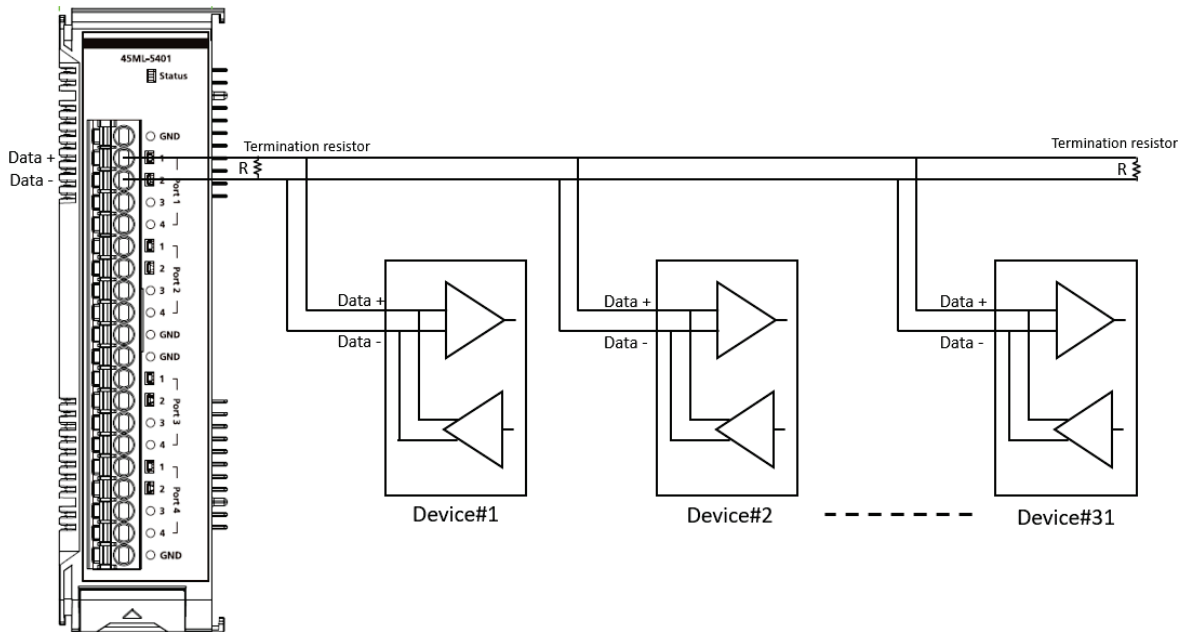 45ML-5401
Status
GND
Termination resistor
Termination resistor
Data +
1
R
R
Data -
2
Port 1
3
4
1
2
Port 2
3
4
GND
GND
1
2
Port 3
3
4
1
2
Port 4
3
4
GND
Data +
Data -
Data +
Data -
Data +
Data -
Device#1
Device#2
Device#31